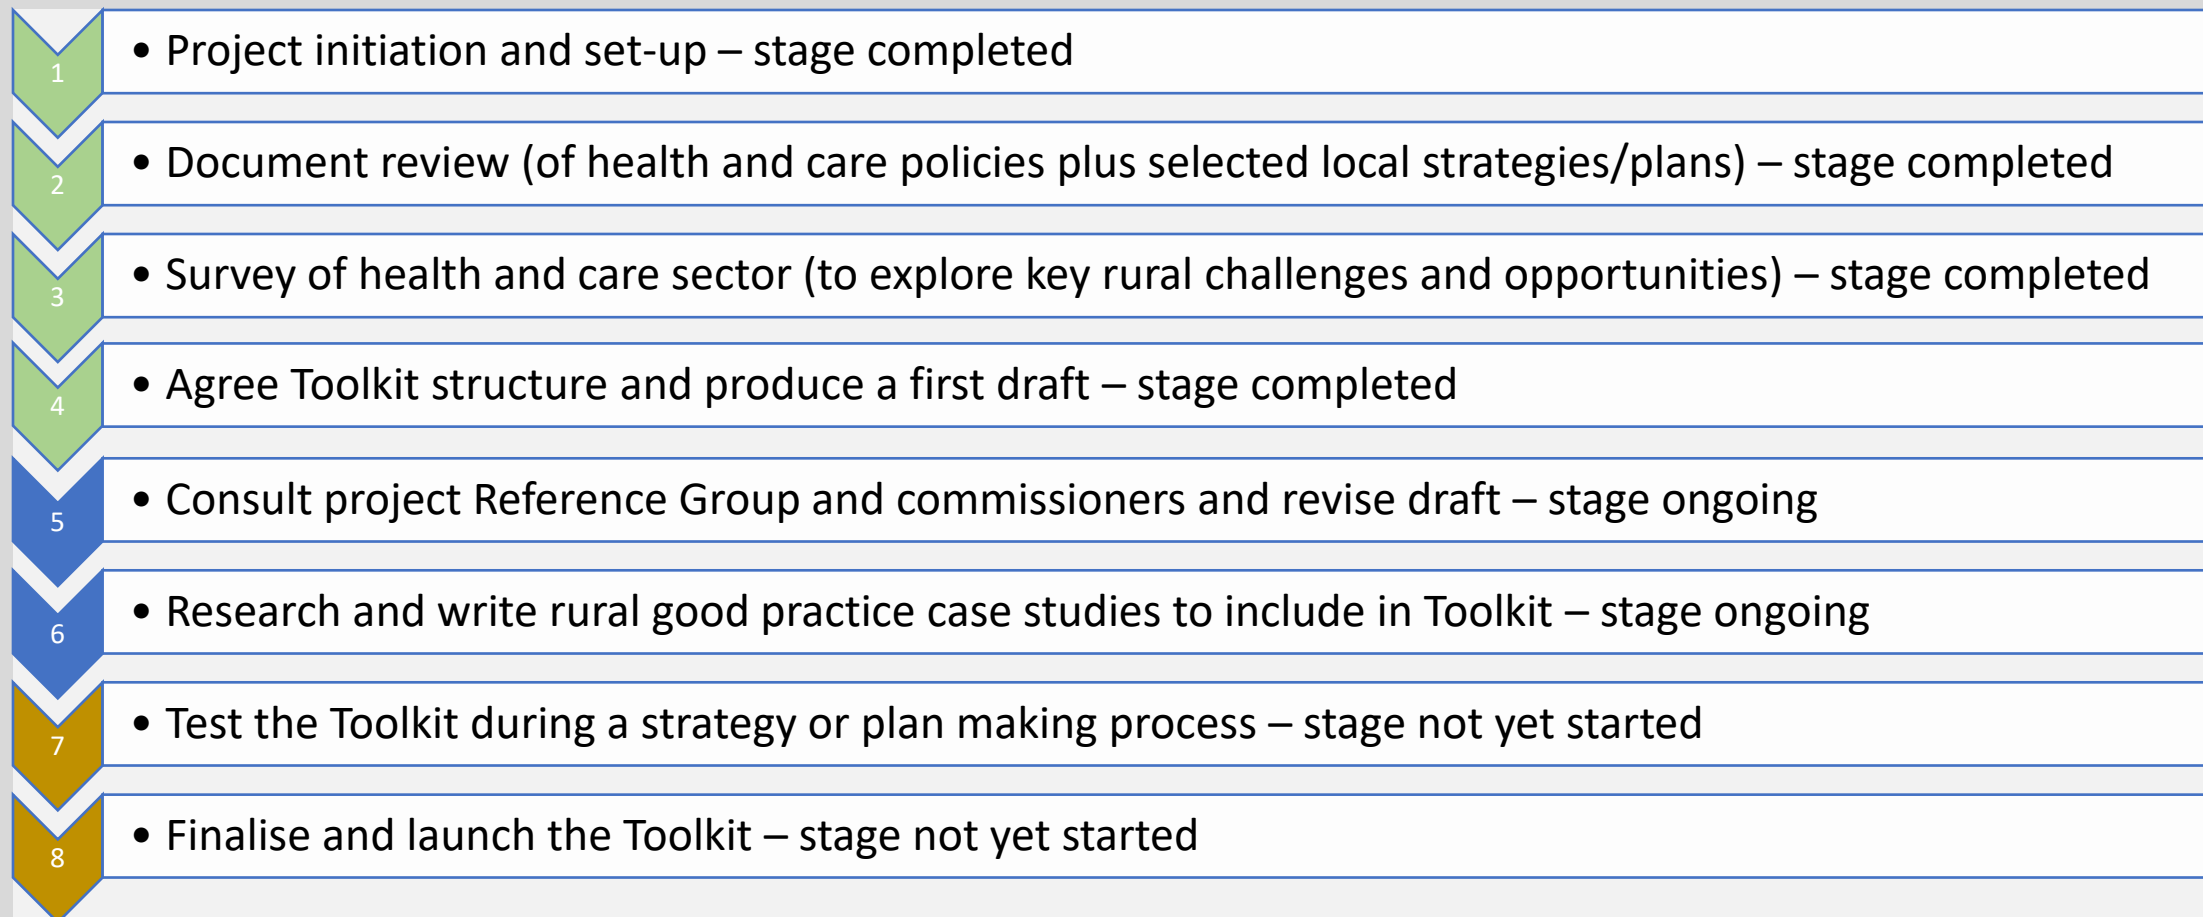 1
• Project initiation and set-up – stage completed
2
• Document review (of health and care policies plus selected local strategies/plans) – stage completed
3
• Survey of health and care sector (to explore key rural challenges and opportunities) – stage completed
4
• Agree Toolkit structure and produce a first draft – stage completed
5
• Consult project Reference Group and commissioners and revise draft – stage ongoing
6
• Research and write rural good practice case studies to include in Toolkit – stage ongoing
7
• Test the Toolkit during a strategy or plan making process – stage not yet started
8
• Finalise and launch the Toolkit – stage not yet started